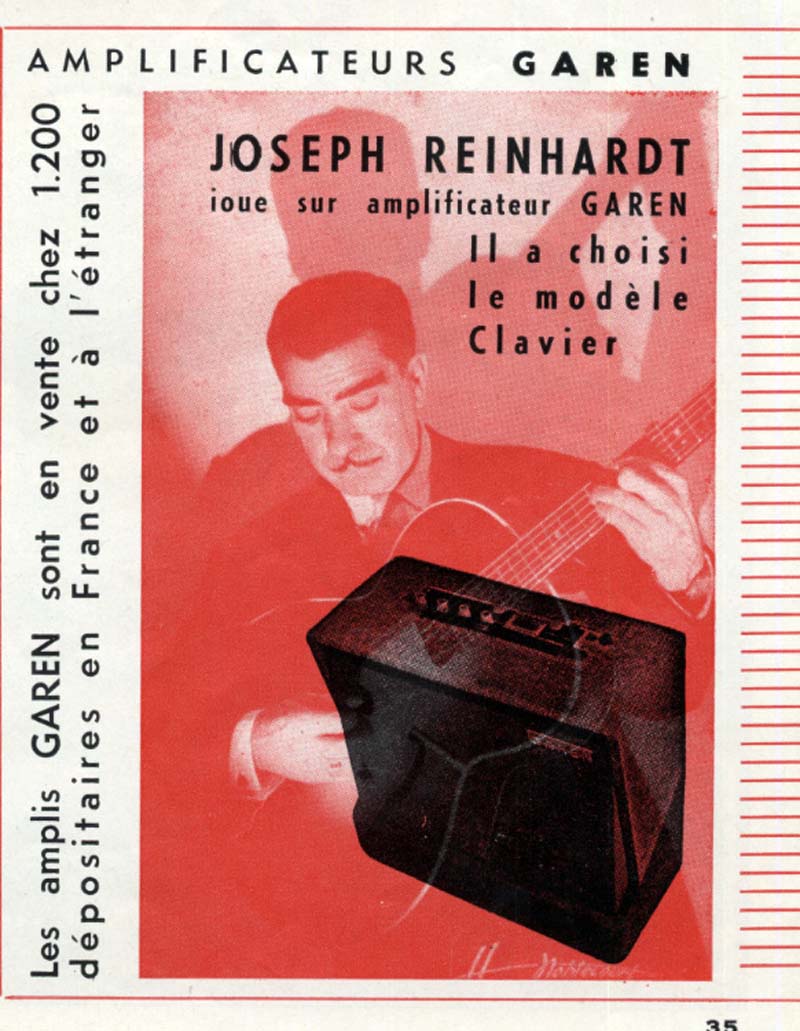 AMPLIFICATEURS GAREN
Les amplis GAREN sont en vente chez 1.200
dépositaires en France et à l'étranger
JOSEPH REINHARDT
ioue sur amplificateur GAREN
Il a choisi
le modèle
Clavier
35